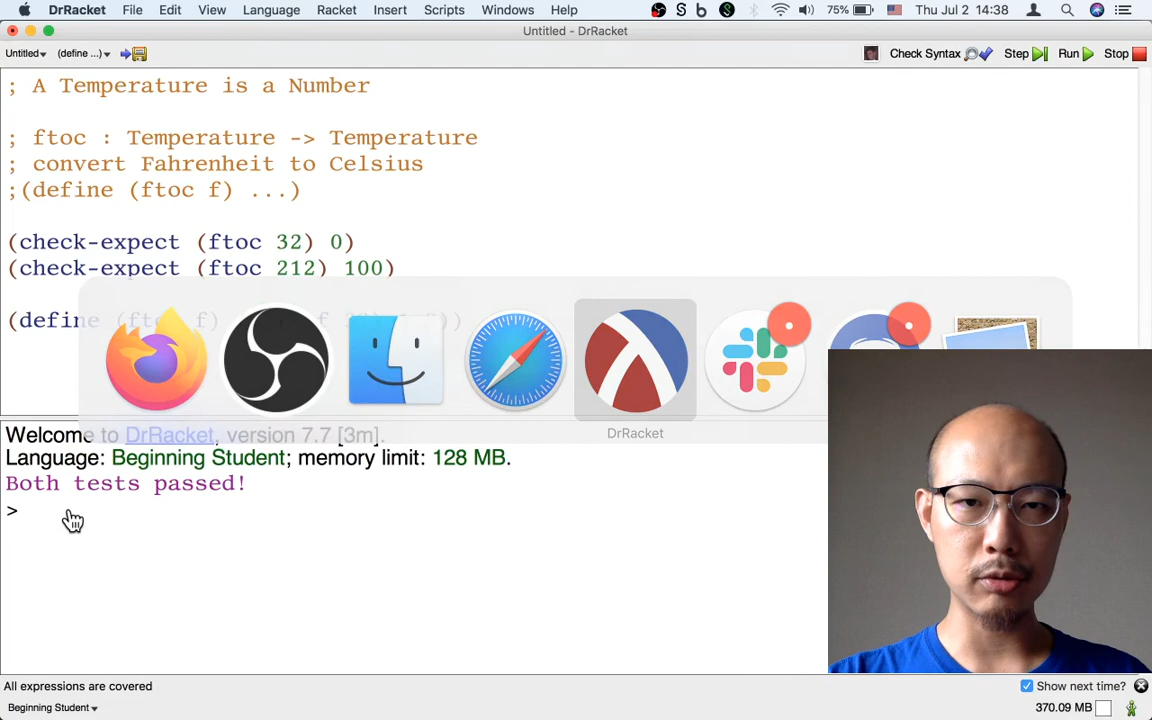 DrRacket File Edit View Language Racket Insert Scripts Windows Help 75% Thu Jul 2 14:38
Untitled - DrRacket
Untitled (define ...) Check Syntax Step Run Stop
; A Temperature is a Number
; ftoc : Temperature -> Temperature
; convert Fahrenheit to Celsius
;(define (ftoc f) ...)
(check-expect (ftoc 32) 0)
(check-expect (ftoc 212) 100)
(define
DrRacket
Welcome to DrRacket, version 7.7 [3m].
Language: Beginning Student; memory limit: 128 MB.
Both tests passed!
>
All expressions are covered Show next time?
Beginning Student 370.09 MB